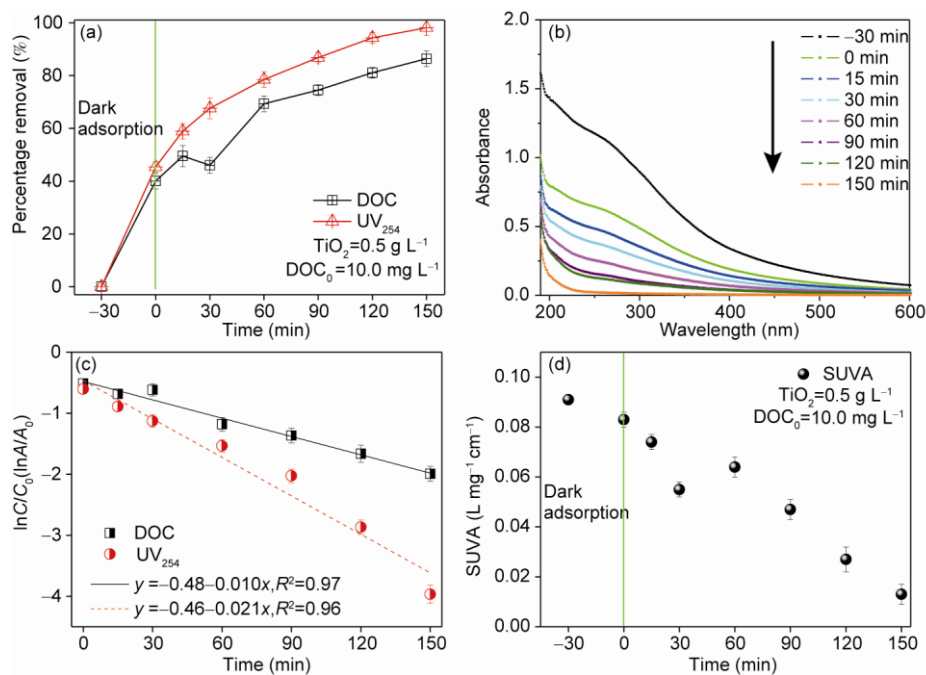 (a)
Percentage removal (%)
100
80
60
40
20
0
Dark
adsorption
DOC
UV₂₅₄
TiO₂=0.5 g L⁻¹
DOC₀=10.0 mg L⁻¹
−30 0 30 60 90 120 150
Time (min)
(b)
Absorbance
2.0
1.5
1.0
0.5
0.0
−30 min
0 min
15 min
30 min
60 min
90 min
120 min
150 min
200 300 400 500 600
Wavelength (nm)
(c)
lnC/C₀(lnA/A₀)
−0
−1
−2
−3
−4
DOC
UV₂₅₄
y =−0.48−0.010x,R²=0.97
y =−0.46−0.021x,R²=0.96
0 30 60 90 120 150
Time (min)
(d)
SUVA (L mg⁻¹ cm⁻¹)
0.10
0.08
0.06
0.04
0.02
0.00
SUVA
TiO₂=0.5 g L⁻¹
DOC₀=10.0 mg L⁻¹
Dark
adsorption
−30 0 30 60 90 120 150
Time (min)